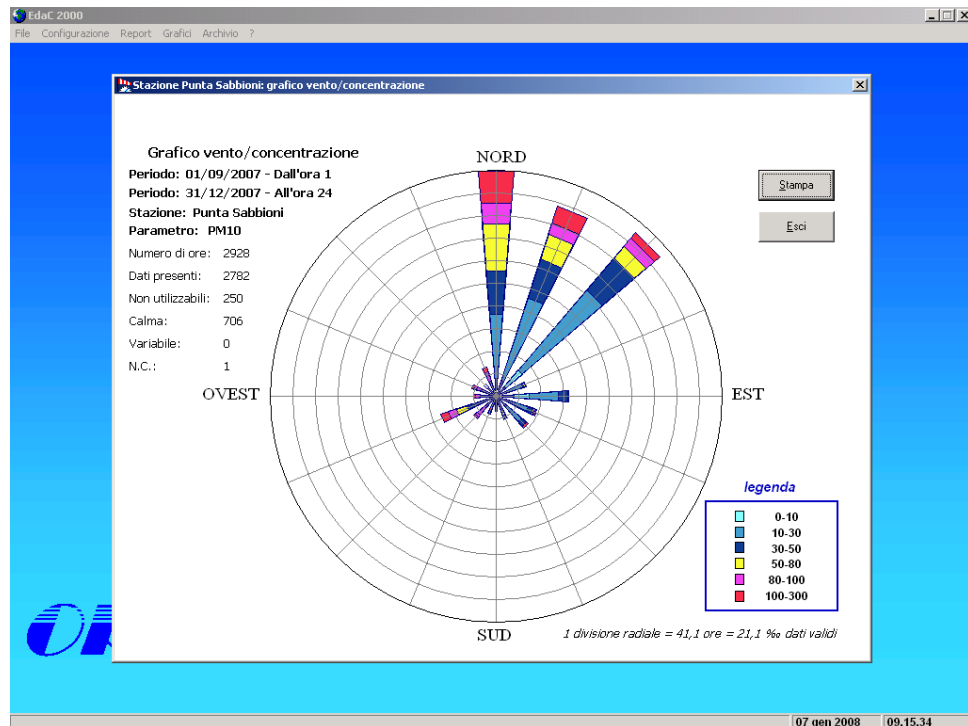 EdaC 2000
File Configurazione Report Grafici Archivio ?
Stazione Punta Sabbioni: grafico vento/concentrazione
Grafico vento/concentrazione
Periodo: 01/09/2007 - Dall'ora 1
Periodo: 31/12/2007 - All'ora 24
Stazione: Punta Sabbioni
Parametro: PM10
Numero di ore: 2928
Dati presenti: 2782
Non utilizzabili: 250
Calma: 706
Variabile: 0
N.C.: 1
NORD
OVEST
EST
SUD
Stampa
Esci
legenda
0-10
10-30
30-50
50-80
80-100
100-300
1 divisione radiale = 41,1 ore = 21,1 ‰ dati validi
07 gen 2008 09.15.34